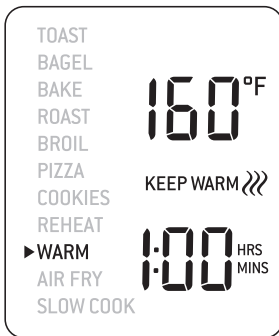 TOAST
BAGEL
BAKE
ROAST
BROIL
PIZZA
COOKIES
REHEAT
▶WARM
AIR FRY
SLOW COOK
160°F
KEEP WARM
1:00 HRS
MINS